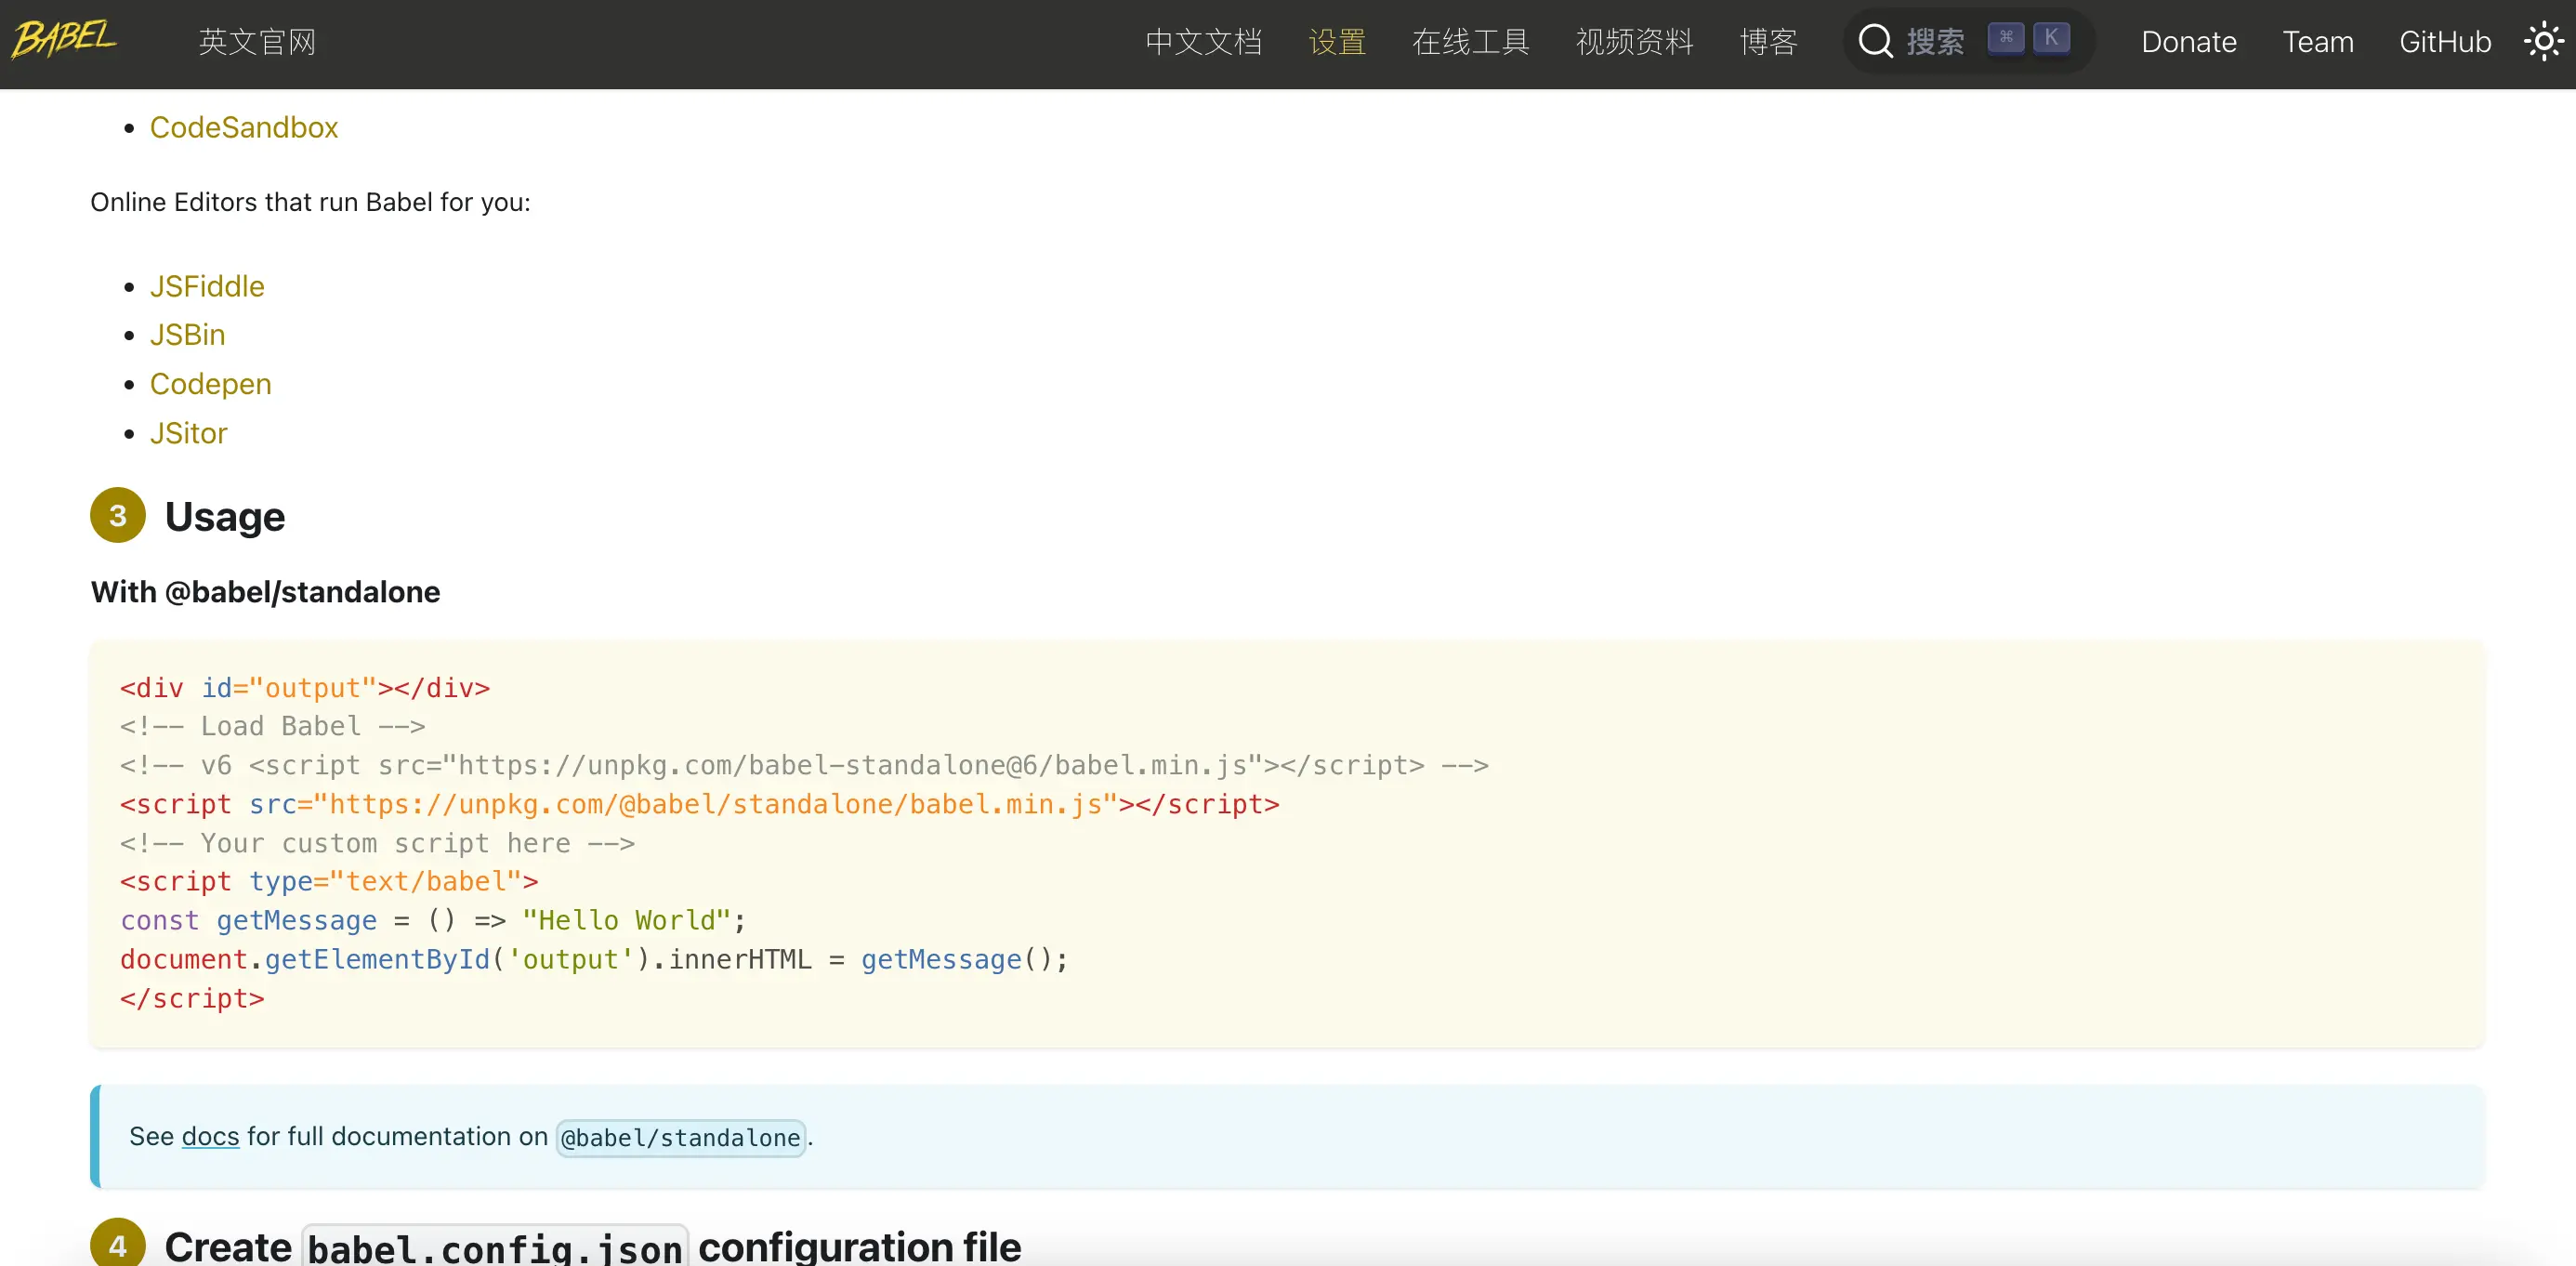 BABEL 英文官网 中文文档 设置 在线工具 视频资料 博客 搜索 ⌘ K Donate Team GitHub
CodeSandbox
Online Editors that run Babel for you:
JSFiddle
JSBin
Codepen
JSitor
3 Usage
With @babel/standalone
<div id="output"></div>
<!-- Load Babel -->
<!-- v6 <script src="https://unpkg.com/babel-standalone@6/babel.min.js"></script> -->
<script src="https://unpkg.com/@babel/standalone/babel.min.js"></script>
<!-- Your custom script here -->
<script type="text/babel">
const getMessage = () => "Hello World";
document.getElementById('output').innerHTML = getMessage();
</script>
See docs for full documentation on @babel/standalone.
4 Create babel.config.json configuration file